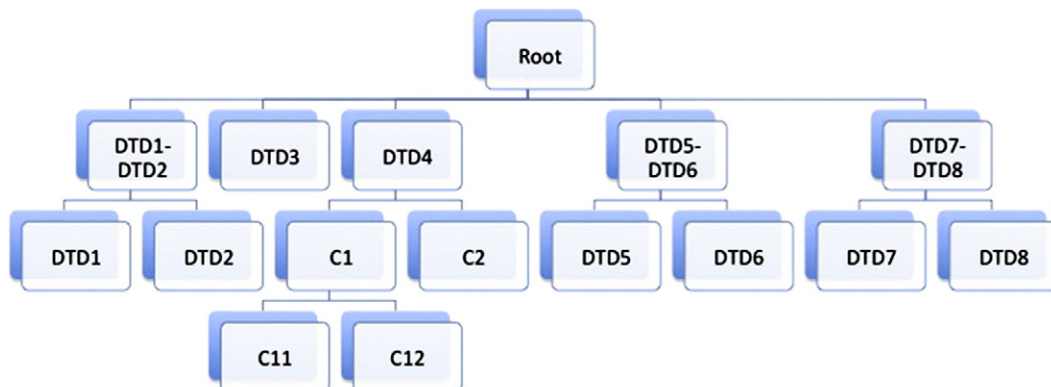 Root
DTD1-
DTD2
DTD3
DTD4
DTD5-
DTD6
DTD7-
DTD8
DTD1
DTD2
C1
C2
DTD5
DTD6
DTD7
DTD8
C11
C12